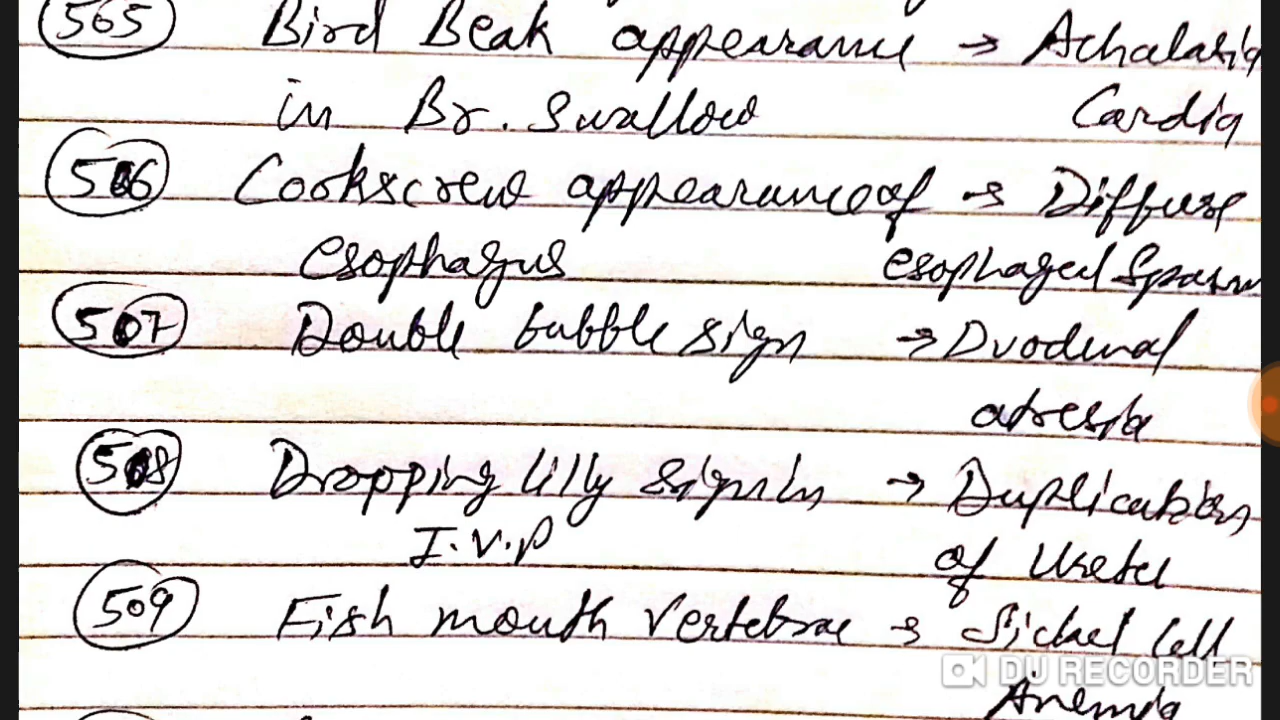 565 Bird Beak appearance → Achalasia
in Br. Swallow Cardia
506 Cookscrew appearance of → Diffuse
esophagus esophageal Spasm
507 Double bubble sign → Duodenal
atresia
508 Dropping lilly sign in → Duplication
I.V.P of Ureter
509 Fish mouth Vertebrae → Sickel Cell
DU RECORDER
Anemia